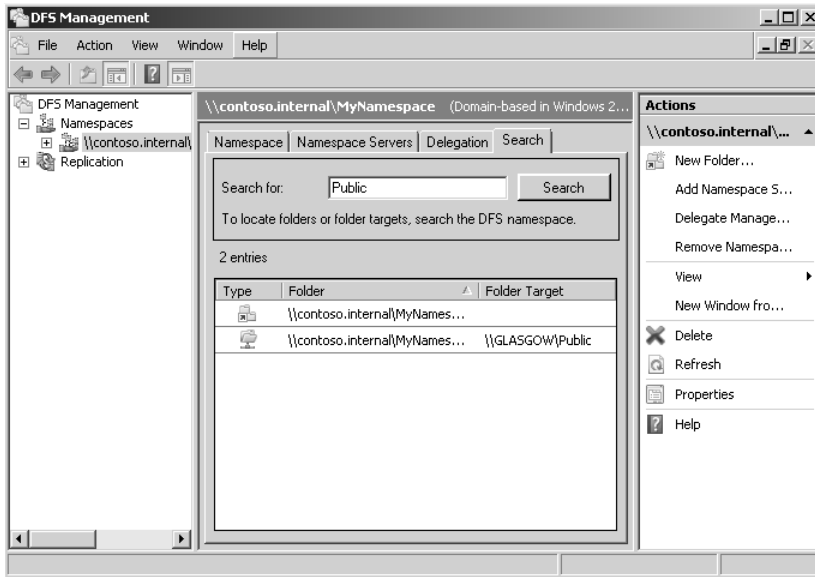 DFS Management
File Action View Window Help
DFS Management
Namespaces
\\contoso.internal\
Replication
\\contoso.internal\MyNamespace (Domain-based in Windows 2...
Namespace Namespace Servers Delegation Search
Search for: Public Search
To locate folders or folder targets, search the DFS namespace.
2 entries
Type Folder Folder Target
\\contoso.internal\MyNames...
\\contoso.internal\MyNames... \\GLASGOW\Public
Actions
\\contoso.internal\...
New Folder...
Add Namespace S...
Delegate Manage...
Remove Namespa...
View
New Window fro...
Delete
Refresh
Properties
Help